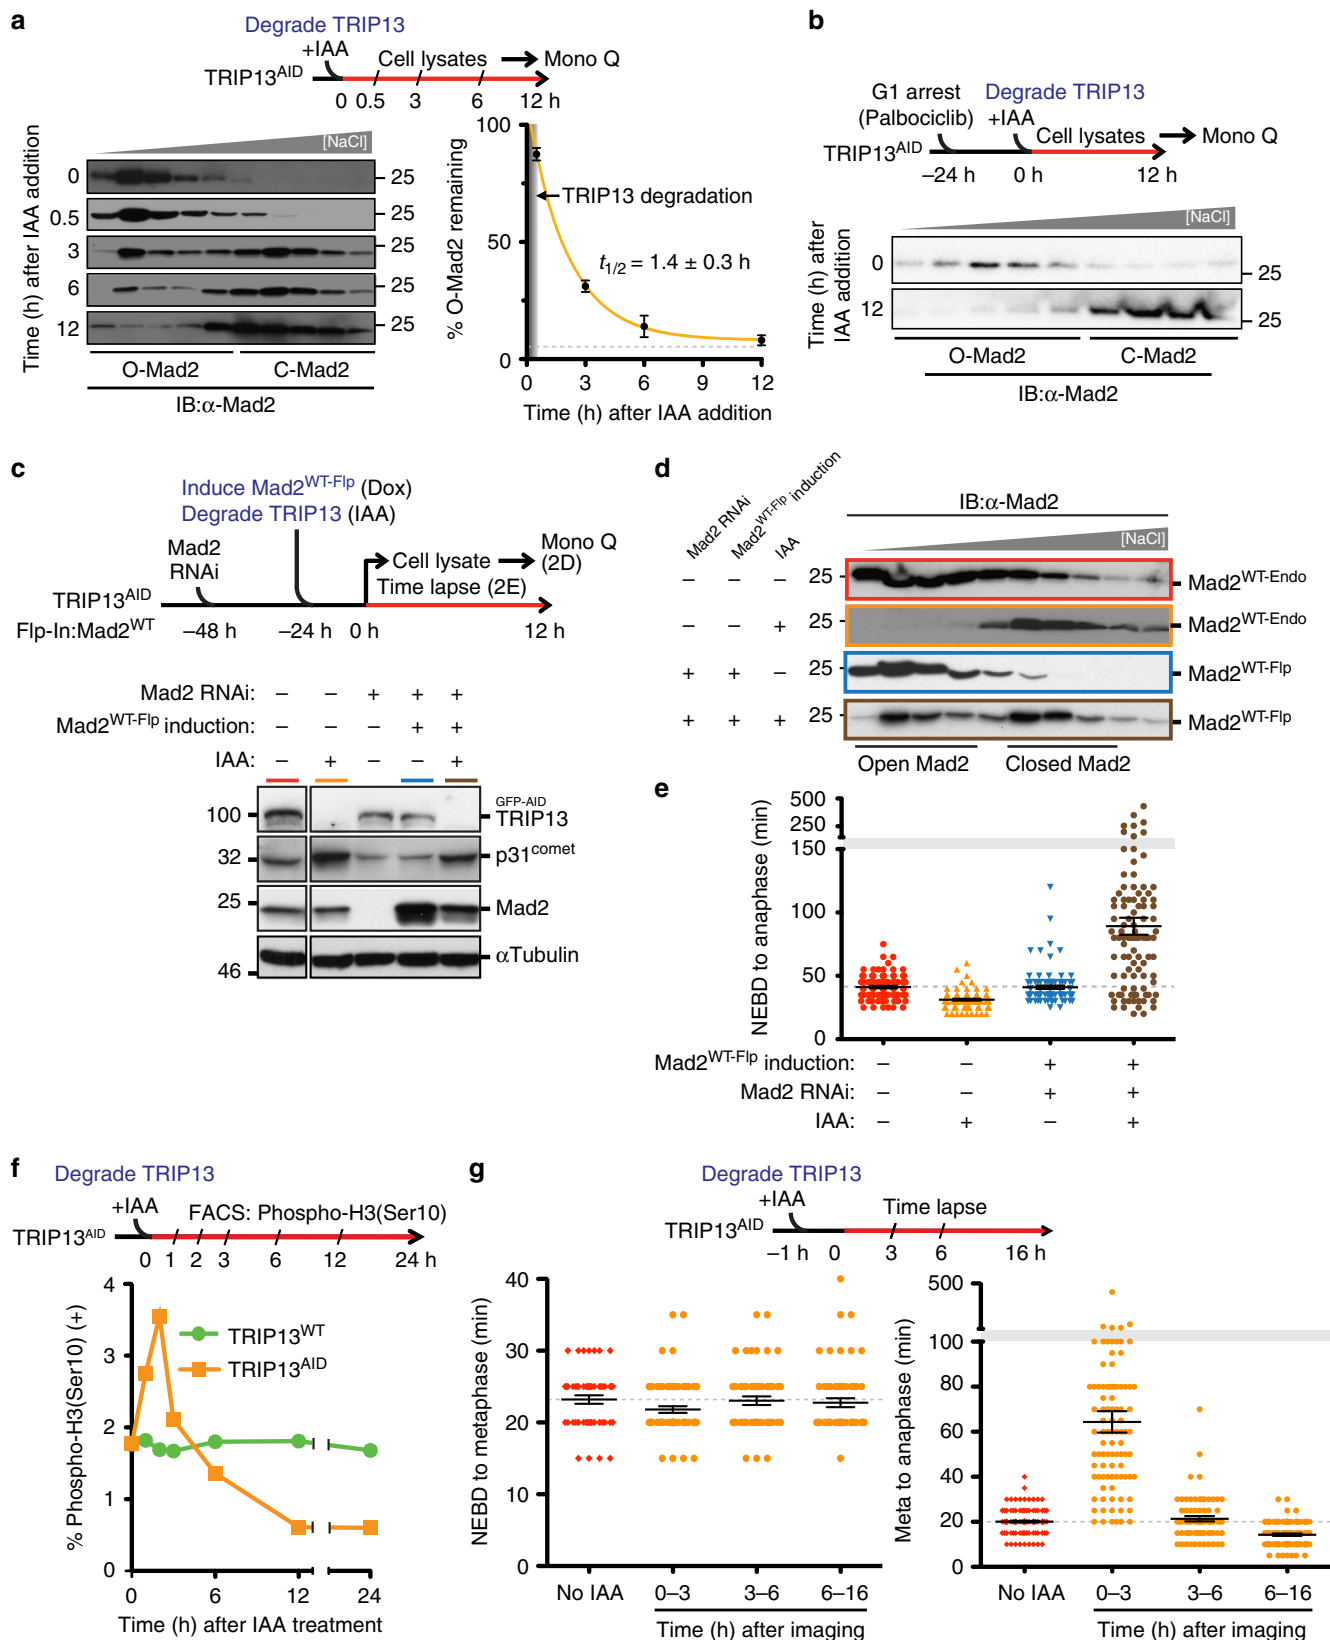 a
Degrade TRIP13
+IAA
Cell lysates
Mono Q
TRIP13AID
0 0.5 3 6 12 h
[NaCl]
Time (h) after IAA addition
0 25
0.5 25
3 25
6 25
12 25
O-Mad2 C-Mad2
IB:α-Mad2
% O-Mad2 remaining
100
50
0
TRIP13 degradation
t1/2 = 1.4 ± 0.3 h
0 3 6 9 12
Time (h) after IAA addition
b
G1 arrest
(Palbociclib)
Degrade TRIP13
+IAA
Cell lysates
Mono Q
TRIP13AID
–24 h 0 h 12 h
[NaCl]
Time (h) after
IAA addition
0 25
12 25
O-Mad2 C-Mad2
IB:α-Mad2
c
Induce Mad2WT-Flp (Dox)
Degrade TRIP13 (IAA)
Mad2
RNAi
Cell lysate
Mono Q
(2D)
Time lapse (2E)
TRIP13AID
Flp-In:Mad2WT
–48 h –24 h 0 h 12 h
Mad2 RNAi: – – + + +
Mad2WT-Flp induction: – – – + +
IAA: – + – – +
100 GFP-AID TRIP13
32 p31comet
25 Mad2
46 αTubulin
d
Mad2 RNAi
Mad2WT-Flp induction
IAA
IB:α-Mad2
[NaCl]
– – – 25 Mad2WT-Endo
– – + 25 Mad2WT-Endo
+ + – 25 Mad2WT-Flp
+ + + 25 Mad2WT-Flp
Open Mad2 Closed Mad2
e
NEBD to anaphase (min)
500
250
150
100
50
0
Mad2WT-Flp induction: – – + +
Mad2 RNAi: – – + +
IAA: – + – +
f
Degrade TRIP13
+IAA
FACS: Phospho-H3(Ser10)
TRIP13AID
0 1 2 3 6 12 24 h
% Phospho-H3(Ser10) (+)
4
3
2
1
0
TRIP13WT
TRIP13AID
0 6 12 24
Time (h) after IAA treatment
g
Degrade TRIP13
+IAA
Time lapse
TRIP13AID
–1 h 0 3 6 16 h
NEBD to metaphase (min)
40
30
20
10
0
No IAA 0–3 3–6 6–16
Time (h) after imaging
Meta to anaphase (min)
500
100
80
60
40
20
0
No IAA 0–3 3–6 6–16
Time (h) after imaging